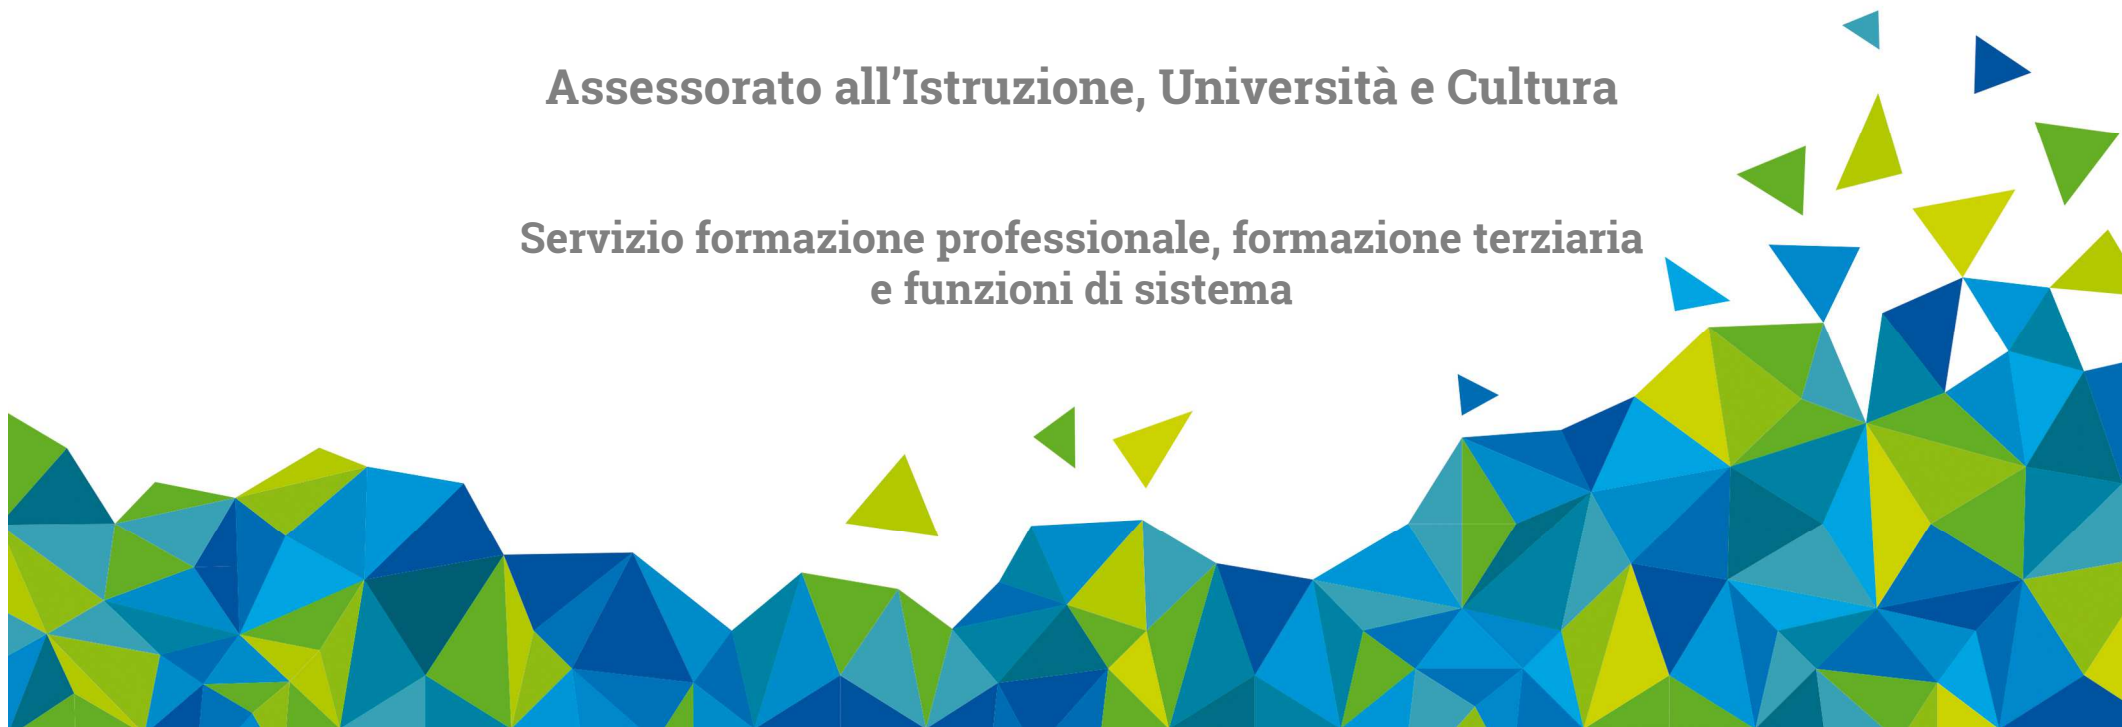 Assessorato all’Istruzione, Università e Cultura
Servizio formazione professionale, formazione terziaria
e funzioni di sistema